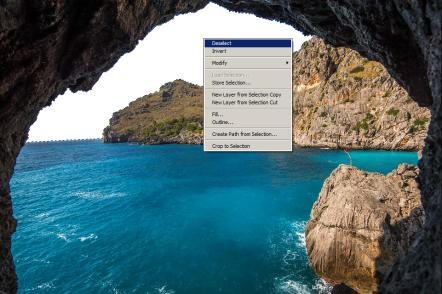 Deselect
Invert
Modify
Load Selection...
Store Selection...
New Layer from Selection Copy
New Layer from Selection Cut
Fill...
Outline...
Create Path from Selection...
Crop to Selection